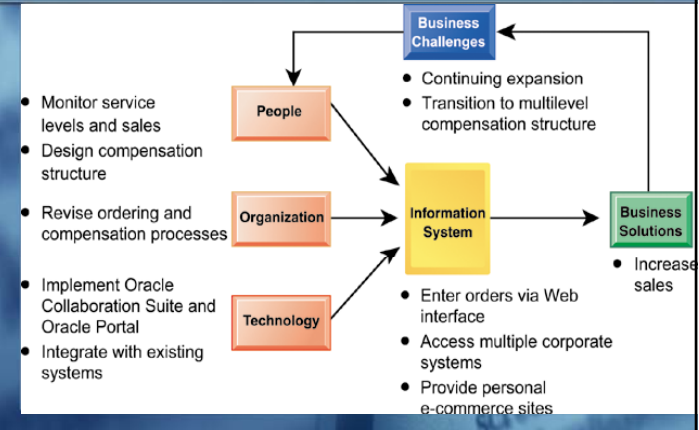 Business
Challenges
• Continuing expansion
• Transition to multilevel
compensation structure
• Monitor service
levels and sales
• Design compensation
structure
People
• Revise ordering and
compensation processes
Organization
• Implement Oracle
Collaboration Suite and
Oracle Portal
• Integrate with existing
systems
Technology
Information
System
• Enter orders via Web
interface
• Access multiple corporate
systems
• Provide personal
e-commerce sites
Business
Solutions
• Increase
sales